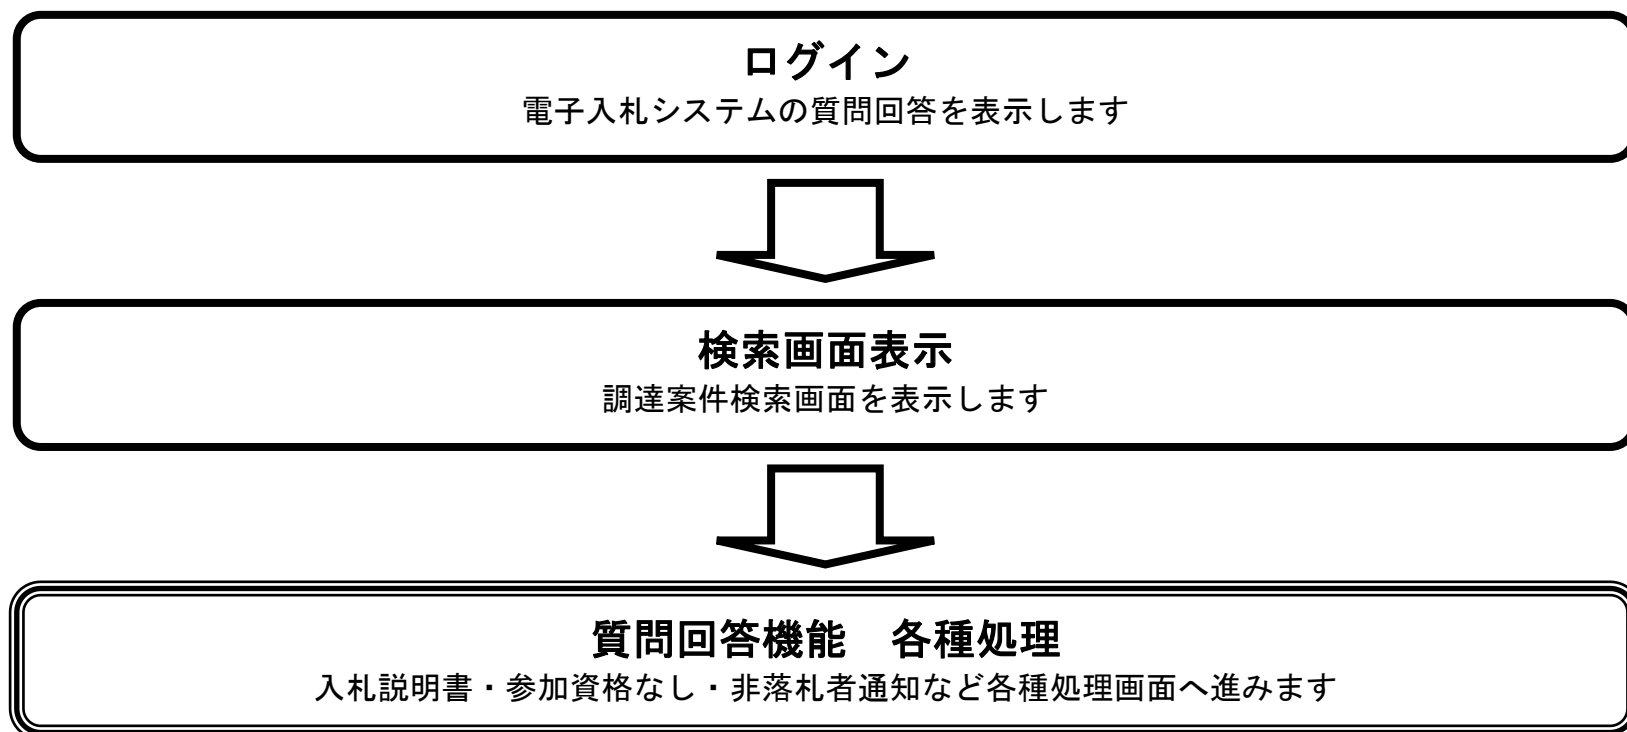 ログイン
電子入札システムの質問回答を表示します
検索画面表示
調達案件検索画面を表示します
質問回答機能　各種処理
入札説明書・参加資格なし・非落札者通知など各種処理画面へ進みます